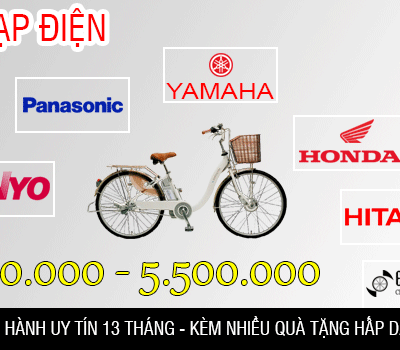 ẠP ĐIỆN
YAMAHA
Panasonic
HONDA
NYO
HITA
0.000 - 5.500.000
HÀNH UY TÍN 13 THÁNG - KÈM NHIỀU QUÀ TẶNG HẤP D